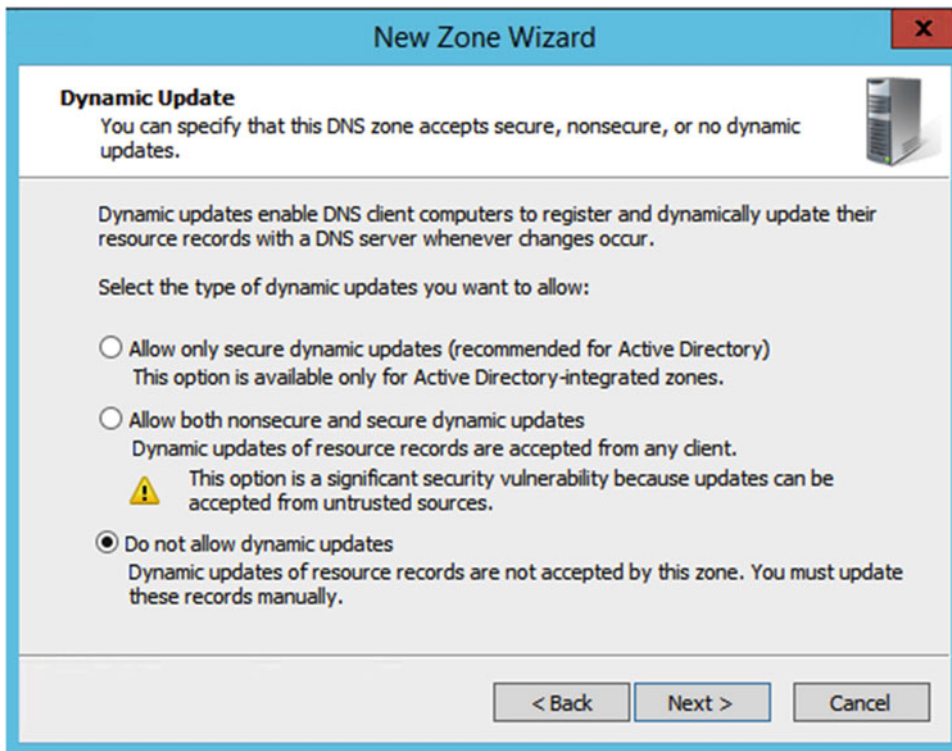 New Zone Wizard
x
Dynamic Update
You can specify that this DNS zone accepts secure, nonsecure, or no dynamic
updates.
Dynamic updates enable DNS client computers to register and dynamically update their
resource records with a DNS server whenever changes occur.
Select the type of dynamic updates you want to allow:
Allow only secure dynamic updates (recommended for Active Directory)
This option is available only for Active Directory-integrated zones.
Allow both nonsecure and secure dynamic updates
Dynamic updates of resource records are accepted from any client.
This option is a significant security vulnerability because updates can be
accepted from untrusted sources.
Do not allow dynamic updates
Dynamic updates of resource records are not accepted by this zone. You must update
these records manually.
< Back
Next >
Cancel